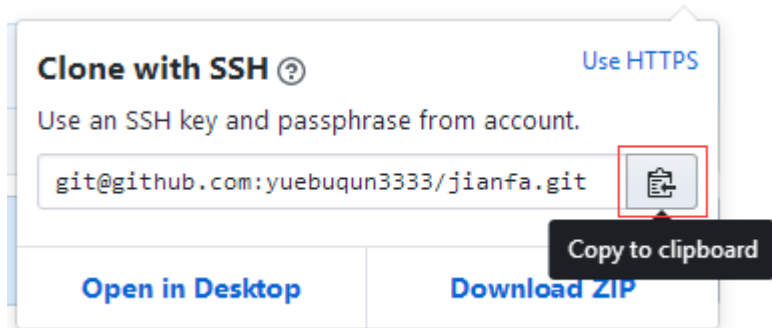 Clone with SSH
Use HTTPS
Use an SSH key and passphrase from account.
git@github.com:yuebuqun3333/jianfa.git
Copy to clipboard
Open in Desktop
Download ZIP